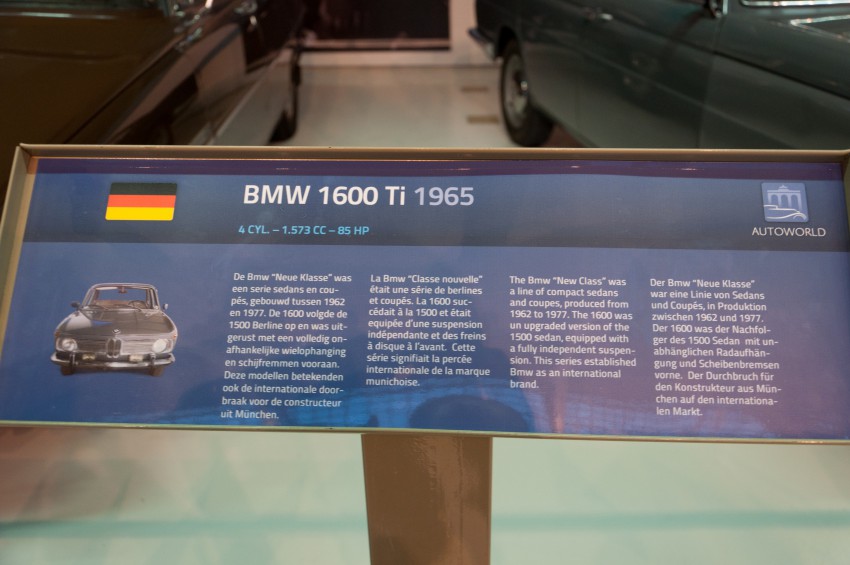 BMW 1600 Ti 1965
4 CYL. – 1.573 CC – 85 HP
AUTOWORLD
De Bmw “Neue Klasse” was
een serie sedans en cou-
pés, gebouwd tussen 1962
en 1977. De 1600 volgde de
1500 Berline op en was uit-
gerust met een volledig on-
afhankelijke wielophanging
en schijfremmen vooraan.
Deze modellen betekenden
ook de internationale door-
braak voor de constructeur
uit München.
La Bmw “Classe nouvelle”
était une série de berlines
et coupés. La 1600 suc-
cédait à la 1500 et était
equipée d’une suspension
indépendante et des freins
à disque à l’avant. Cette
série signifiait la percée
internationale de la marque
munichoise.
The Bmw “New Class” was
a line of compact sedans
and coupes, produced from
1962 to 1977. The 1600 was
un upgraded version of the
1500 sedan, equipped with
a fully independent suspen-
sion. This series established
Bmw as an international
brand.
Der Bmw “Neue Klasse”
war eine Linie von Sedans
und Coupés, in Produktion
zwischen 1962 und 1977.
Der 1600 was der Nachfol-
ger des 1500 Sedan mit un-
abhänglichen Radaufhän-
gung und Scheibenbremsen
vorne. Der Durchbruch für
den Konstrukteur aus Mün-
chen auf den internationa-
len Markt.